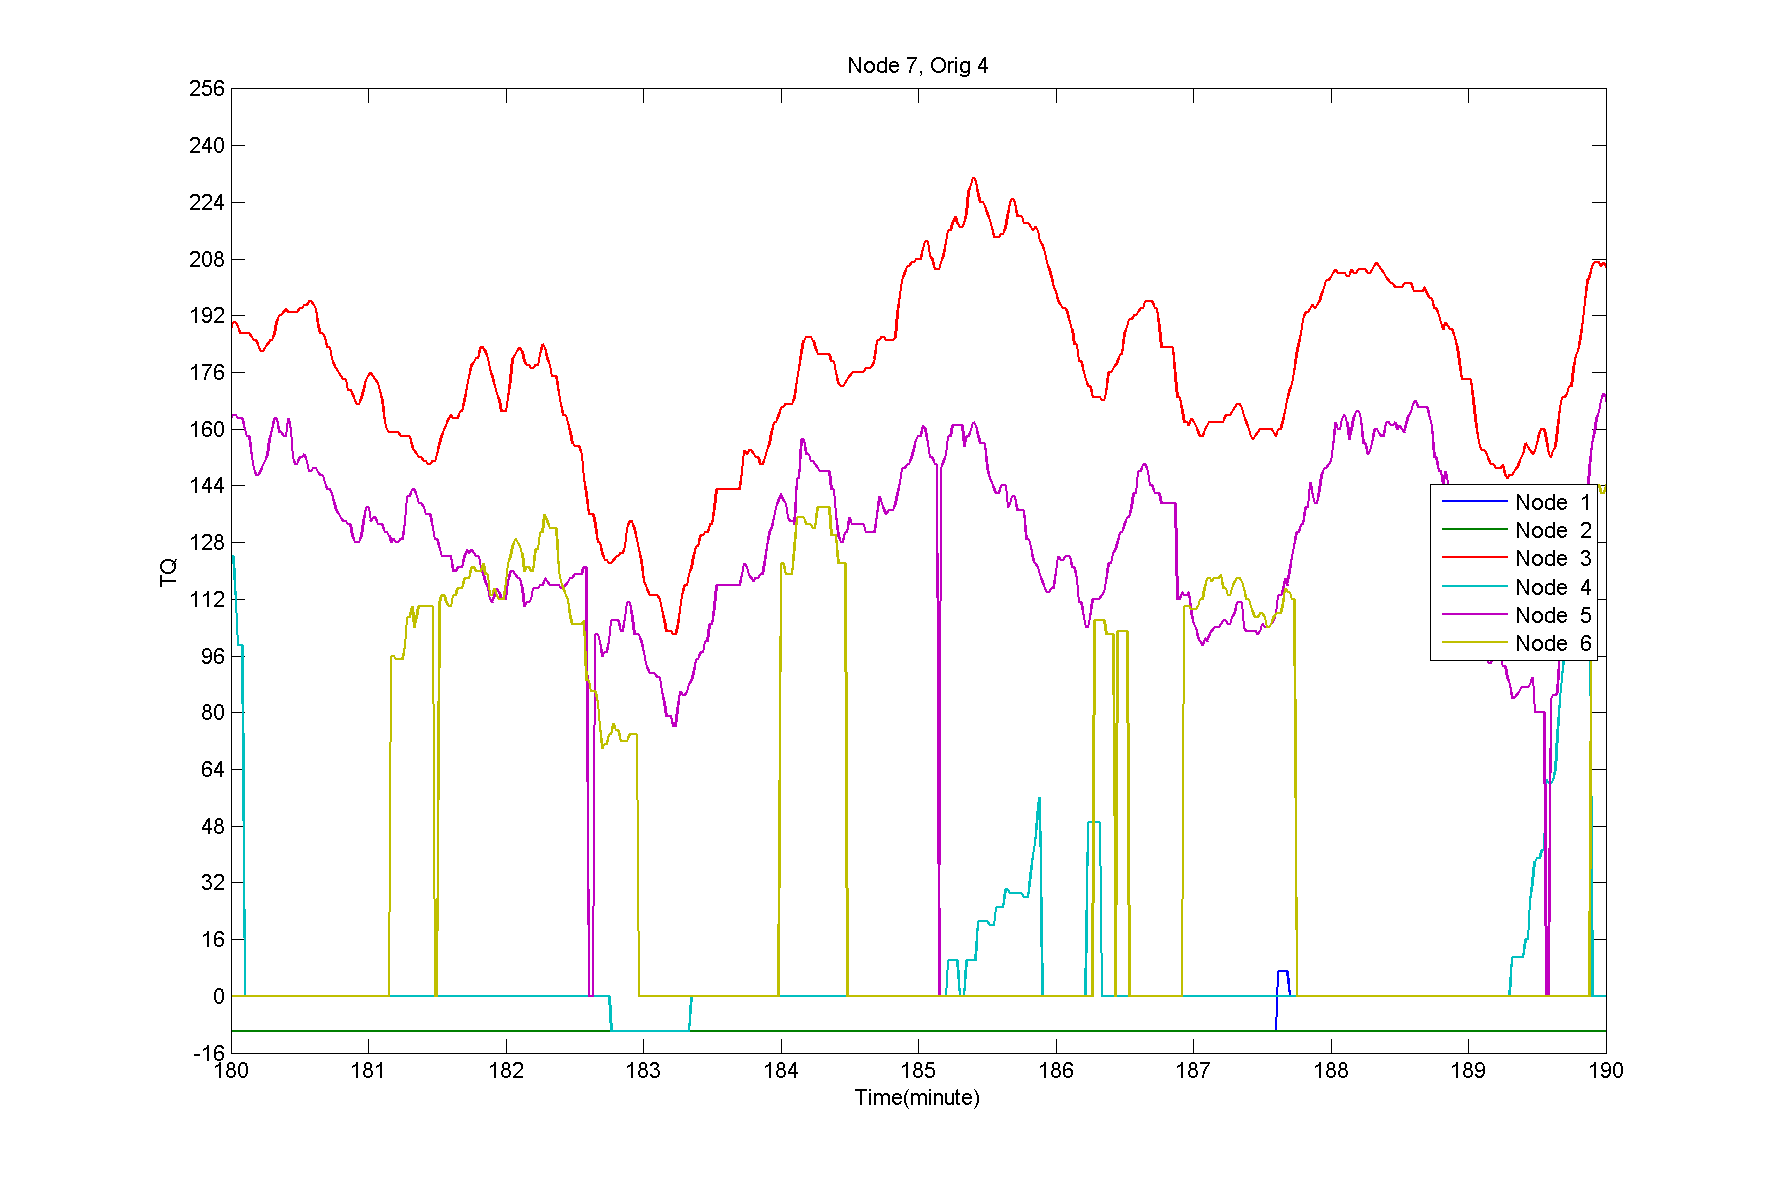 Node 7, Orig 4
256
240
224
208
192
176
160
144
128
112
96
80
64
48
32
16
0
-16
TQ
Node 1
Node 2
Node 3
Node 4
Node 5
Node 6
180 181 182 183 184 185 186 187 188 189 190
Time(minute)